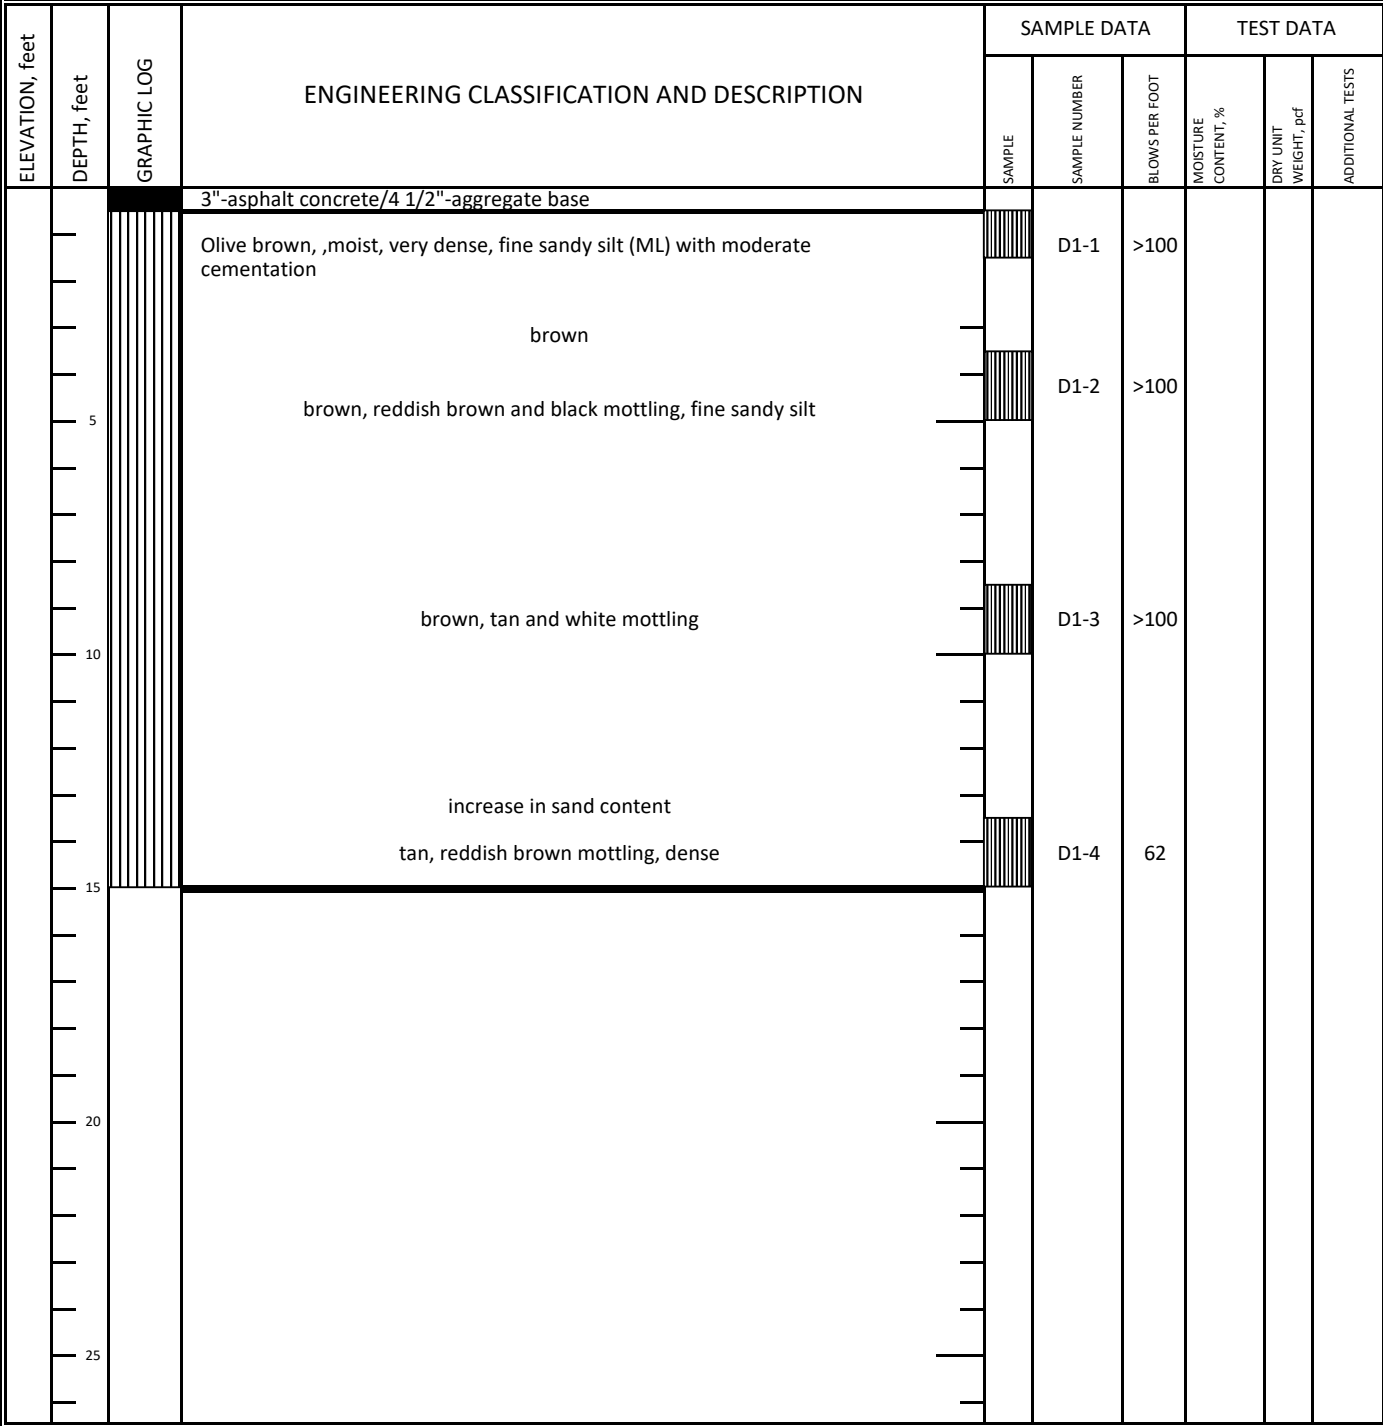 ELEVATION, feet
DEPTH, feet
GRAPHIC LOG
ENGINEERING CLASSIFICATION AND DESCRIPTION
SAMPLE DATA
TEST DATA
SAMPLE
SAMPLE NUMBER
BLOWS PER FOOT
MOISTURE
CONTENT, %
DRY UNIT
WEIGHT, pcf
ADDITIONAL TESTS
3"-asphalt concrete/4 1/2"-aggregate base
Olive brown, ,moist, very dense, fine sandy silt (ML) with moderate
cementation
D1-1 >100
brown
D1-2 >100
brown, reddish brown and black mottling, fine sandy silt
5
brown, tan and white mottling D1-3 >100
10
increase in sand content
tan, reddish brown mottling, dense D1-4 62
15
20
25